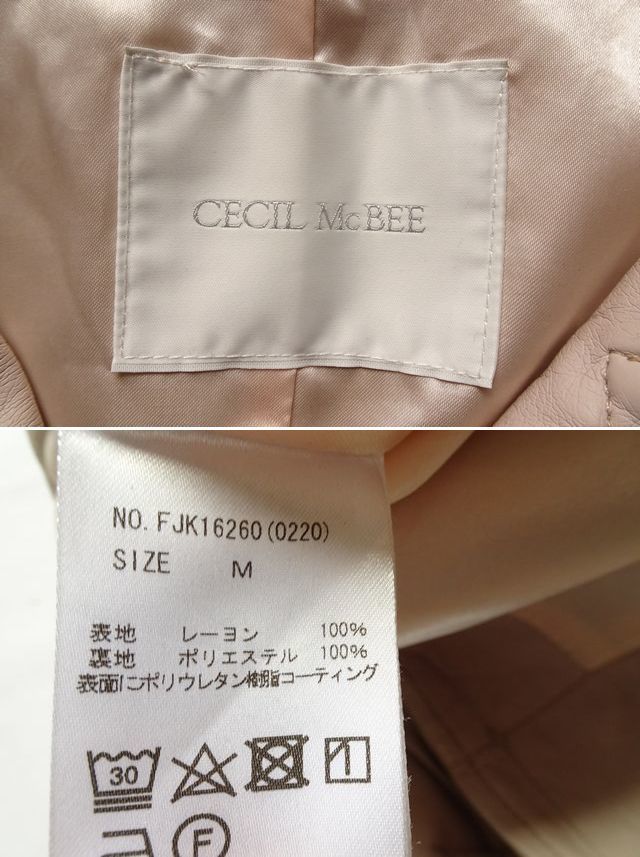 CECIL McBEE
NO. FJK16260(0220)
SIZE M
表地 レーヨン 100%
裏地 ポリエステル 100%
表面にポリウレタン樹脂コーティング
30
F